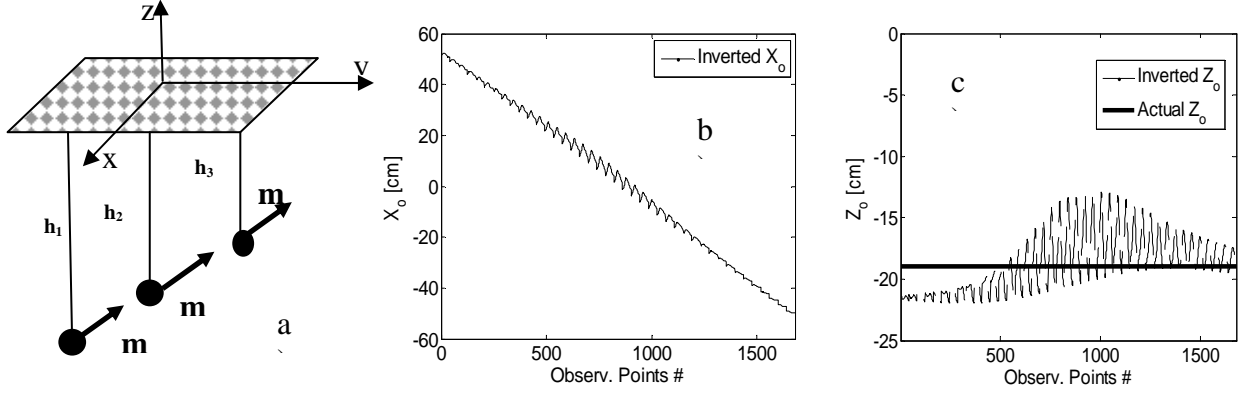 z
v
x
h₁
h₂
h₃
m
m
m
a
60
40
20
0
-20
-40
-60
0
500
1000
1500
X₀ [cm]
Observ. Points #
Inverted X₀
b
0
-5
-10
-15
-20
-25
500
1000
1500
Z₀ [cm]
Observ. Points #
Inverted Z₀
Actual Z₀
c